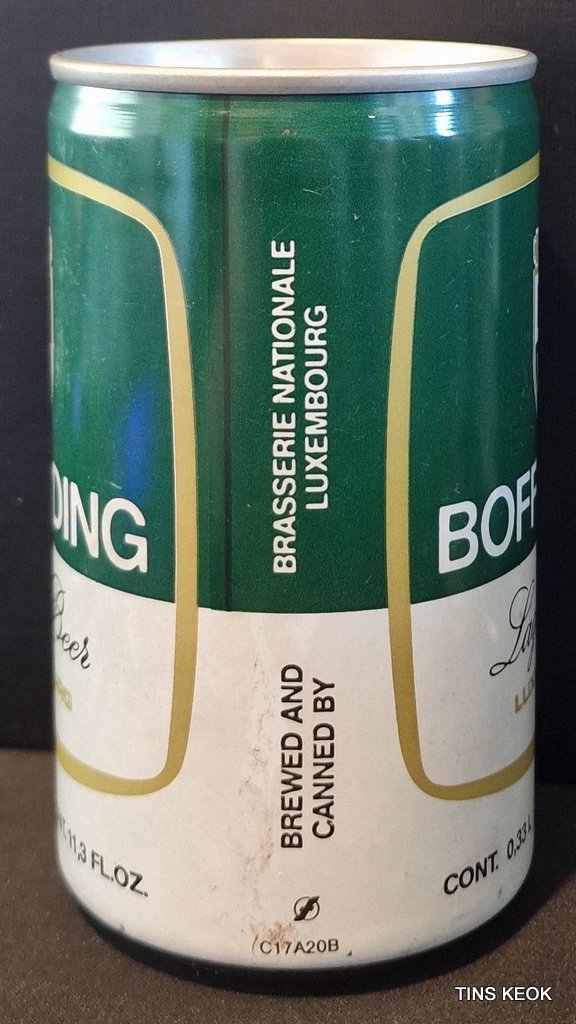 BRASSERIE NATIONALE
LUXEMBOURG
BREWED AND
CANNED BY
DING
Beer
11,3 FL.OZ.
BOFF
CONT. 0,33 L
C17A20B
TINS KEOK